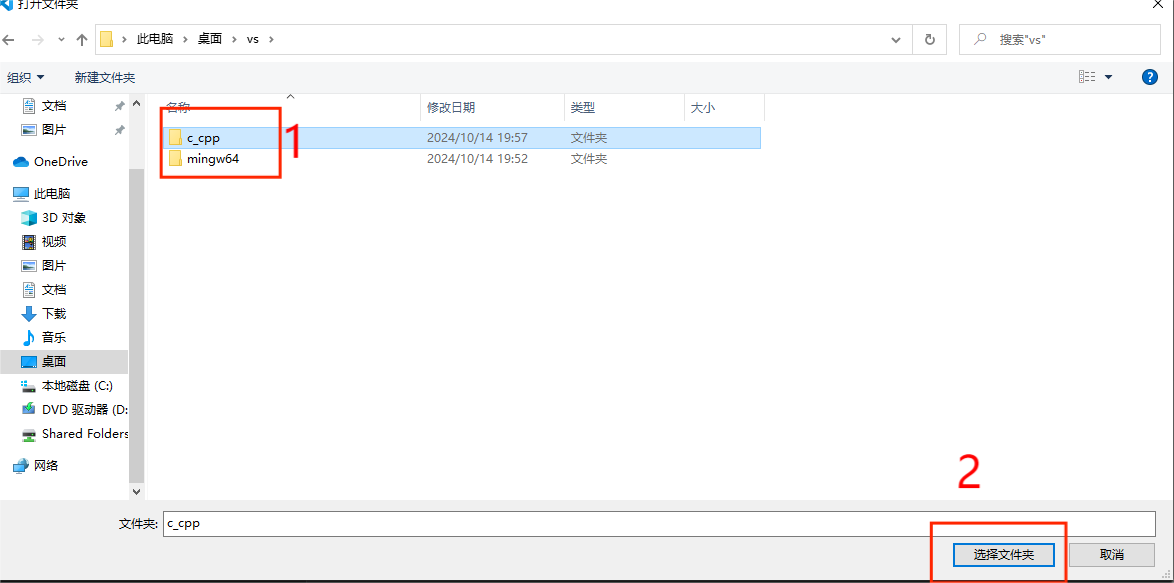 打开文件夹
此电脑 > 桌面 > vs >
搜索"vs"
组织
新建文件夹
文档
图片
OneDrive
此电脑
3D 对象
视频
图片
文档
下载
音乐
桌面
本地磁盘 (C:)
DVD 驱动器 (D:
Shared Folders
网络
名称 修改日期 类型 大小
c_cpp 2024/10/14 19:57 文件夹
mingw64 2024/10/14 19:52 文件夹
1
2
文件夹: c_cpp
选择文件夹 取消